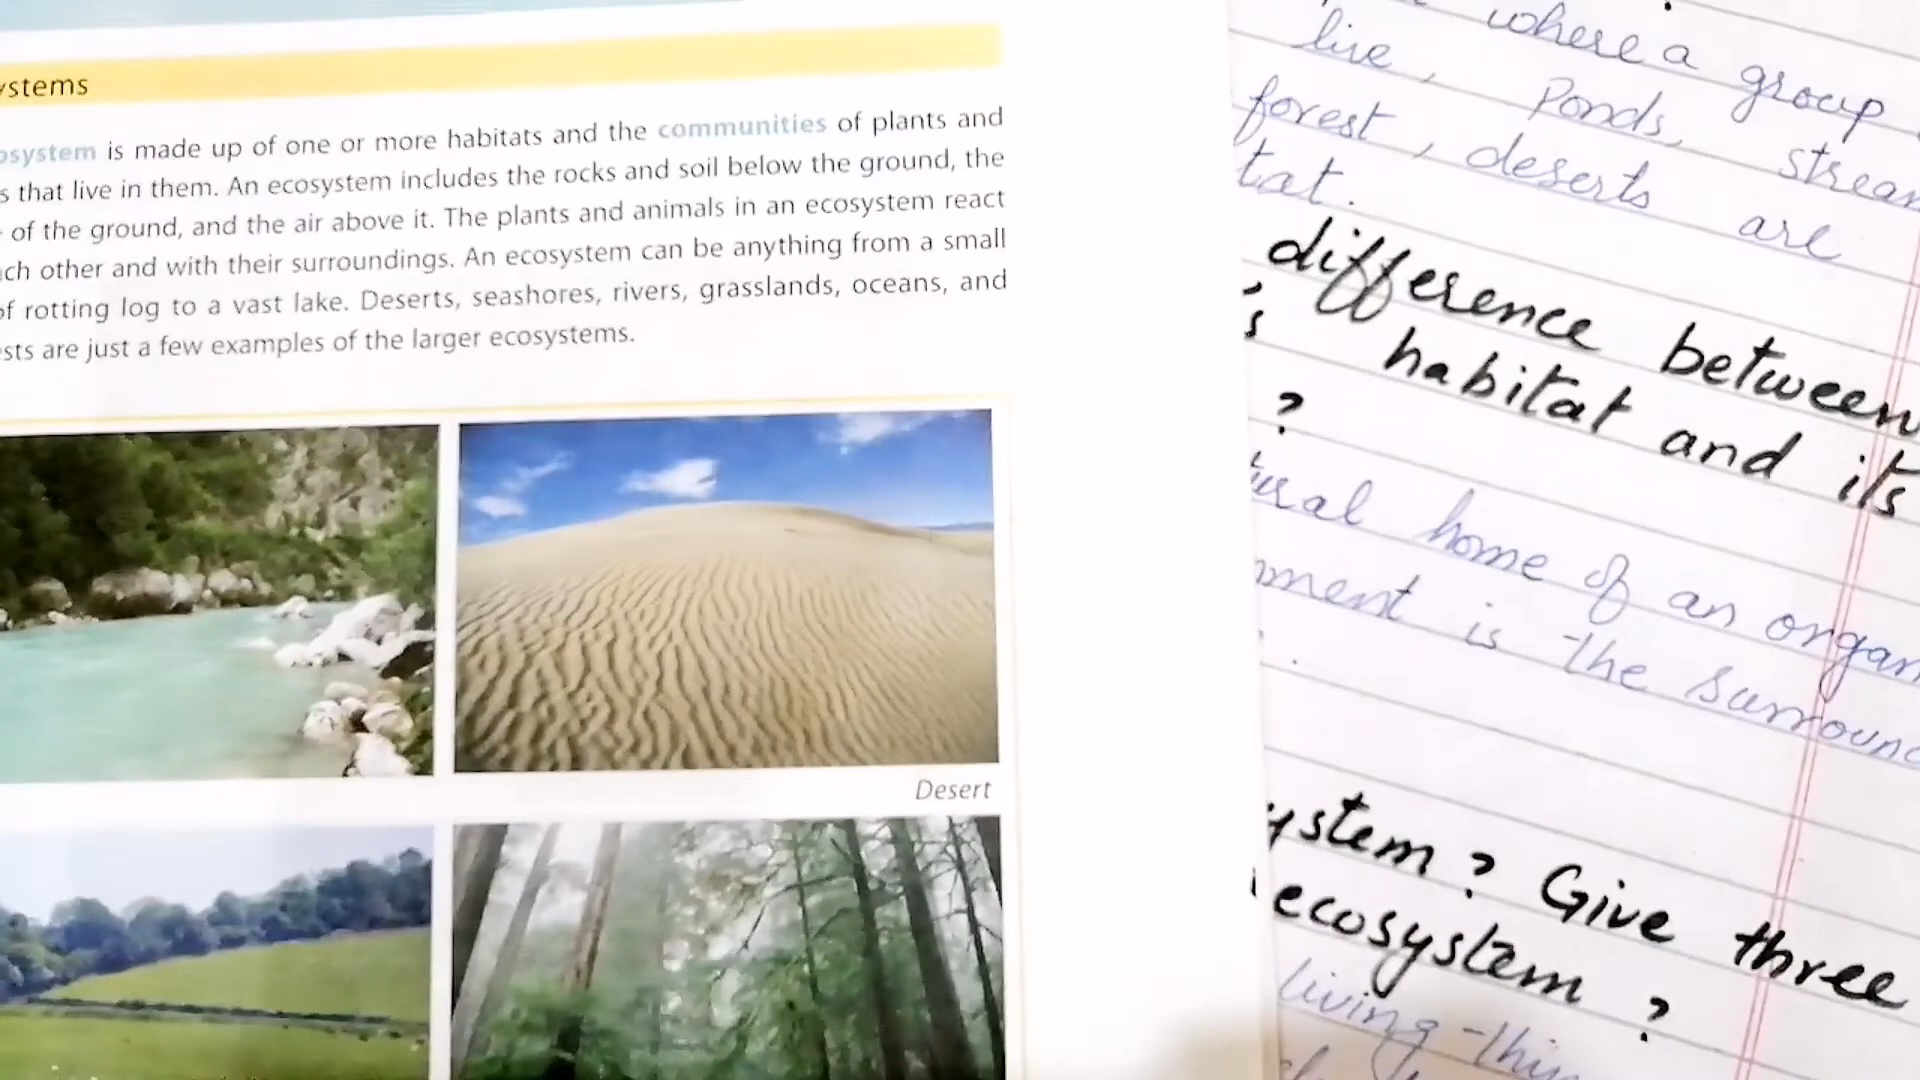 ystems
osystem is made up of one or more habitats and the communities of plants and
s that live in them. An ecosystem includes the rocks and soil below the ground, the
of the ground, and the air above it. The plants and animals in an ecosystem react
ch other and with their surroundings. An ecosystem can be anything from a small
of rotting log to a vast lake. Deserts, seashores, rivers, grasslands, oceans, and
sts are just a few examples of the larger ecosystems.
Desert
where a group
live, Ponds, strea
forest, deserts are
tat.
difference between
s habitat and its
?
ural home of an organ
ment is the surround
ystem ? Give three
ecosystem ?
living-thin